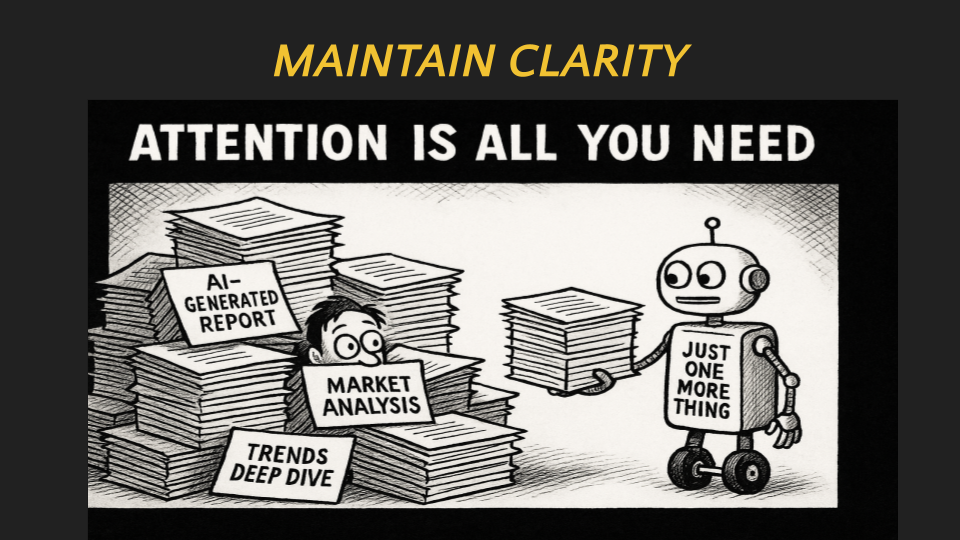 MAINTAIN CLARITY
ATTENTION IS ALL YOU NEED
AI-
GENERATED
REPORT
MARKET
ANALYSIS
TRENDS
DEEP DIVE
JUST
ONE
MORE
THING